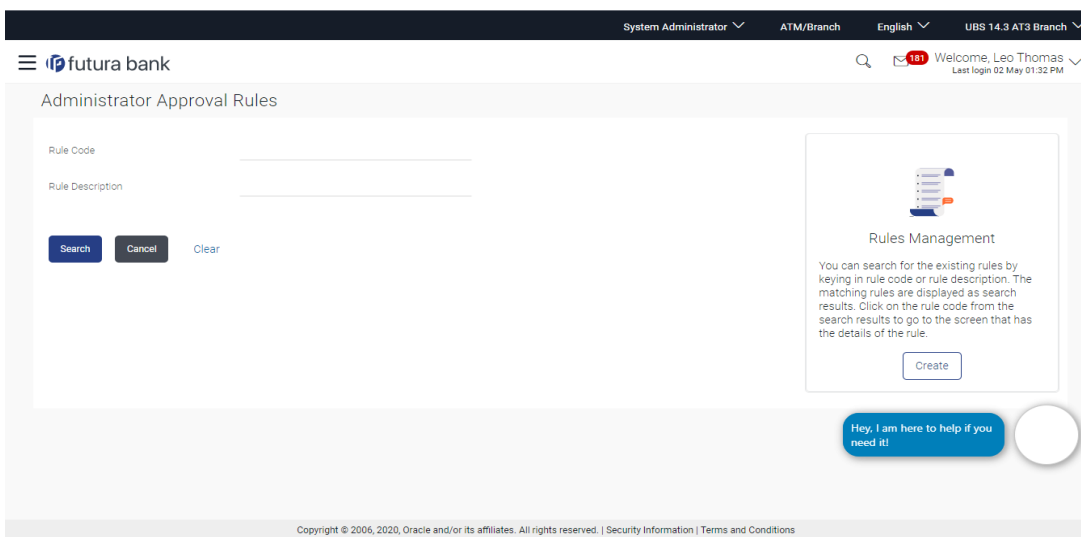 System Administrator ATM/Branch English UBS 14.3 AT3 Branch
futura bank 181 Welcome, Leo Thomas
Last login 02 May 01:32 PM
Administrator Approval Rules
Rule Code
Rule Description
Search Cancel Clear
Rules Management
You can search for the existing rules by
keying in rule code or rule description. The
matching rules are displayed as search
results. Click on the rule code from the
search results to go to the screen that has
the details of the rule.
Create
Hey, I am here to help if you
need it!
Copyright © 2006, 2020, Oracle and/or its affiliates. All rights reserved. | Security Information | Terms and Conditions